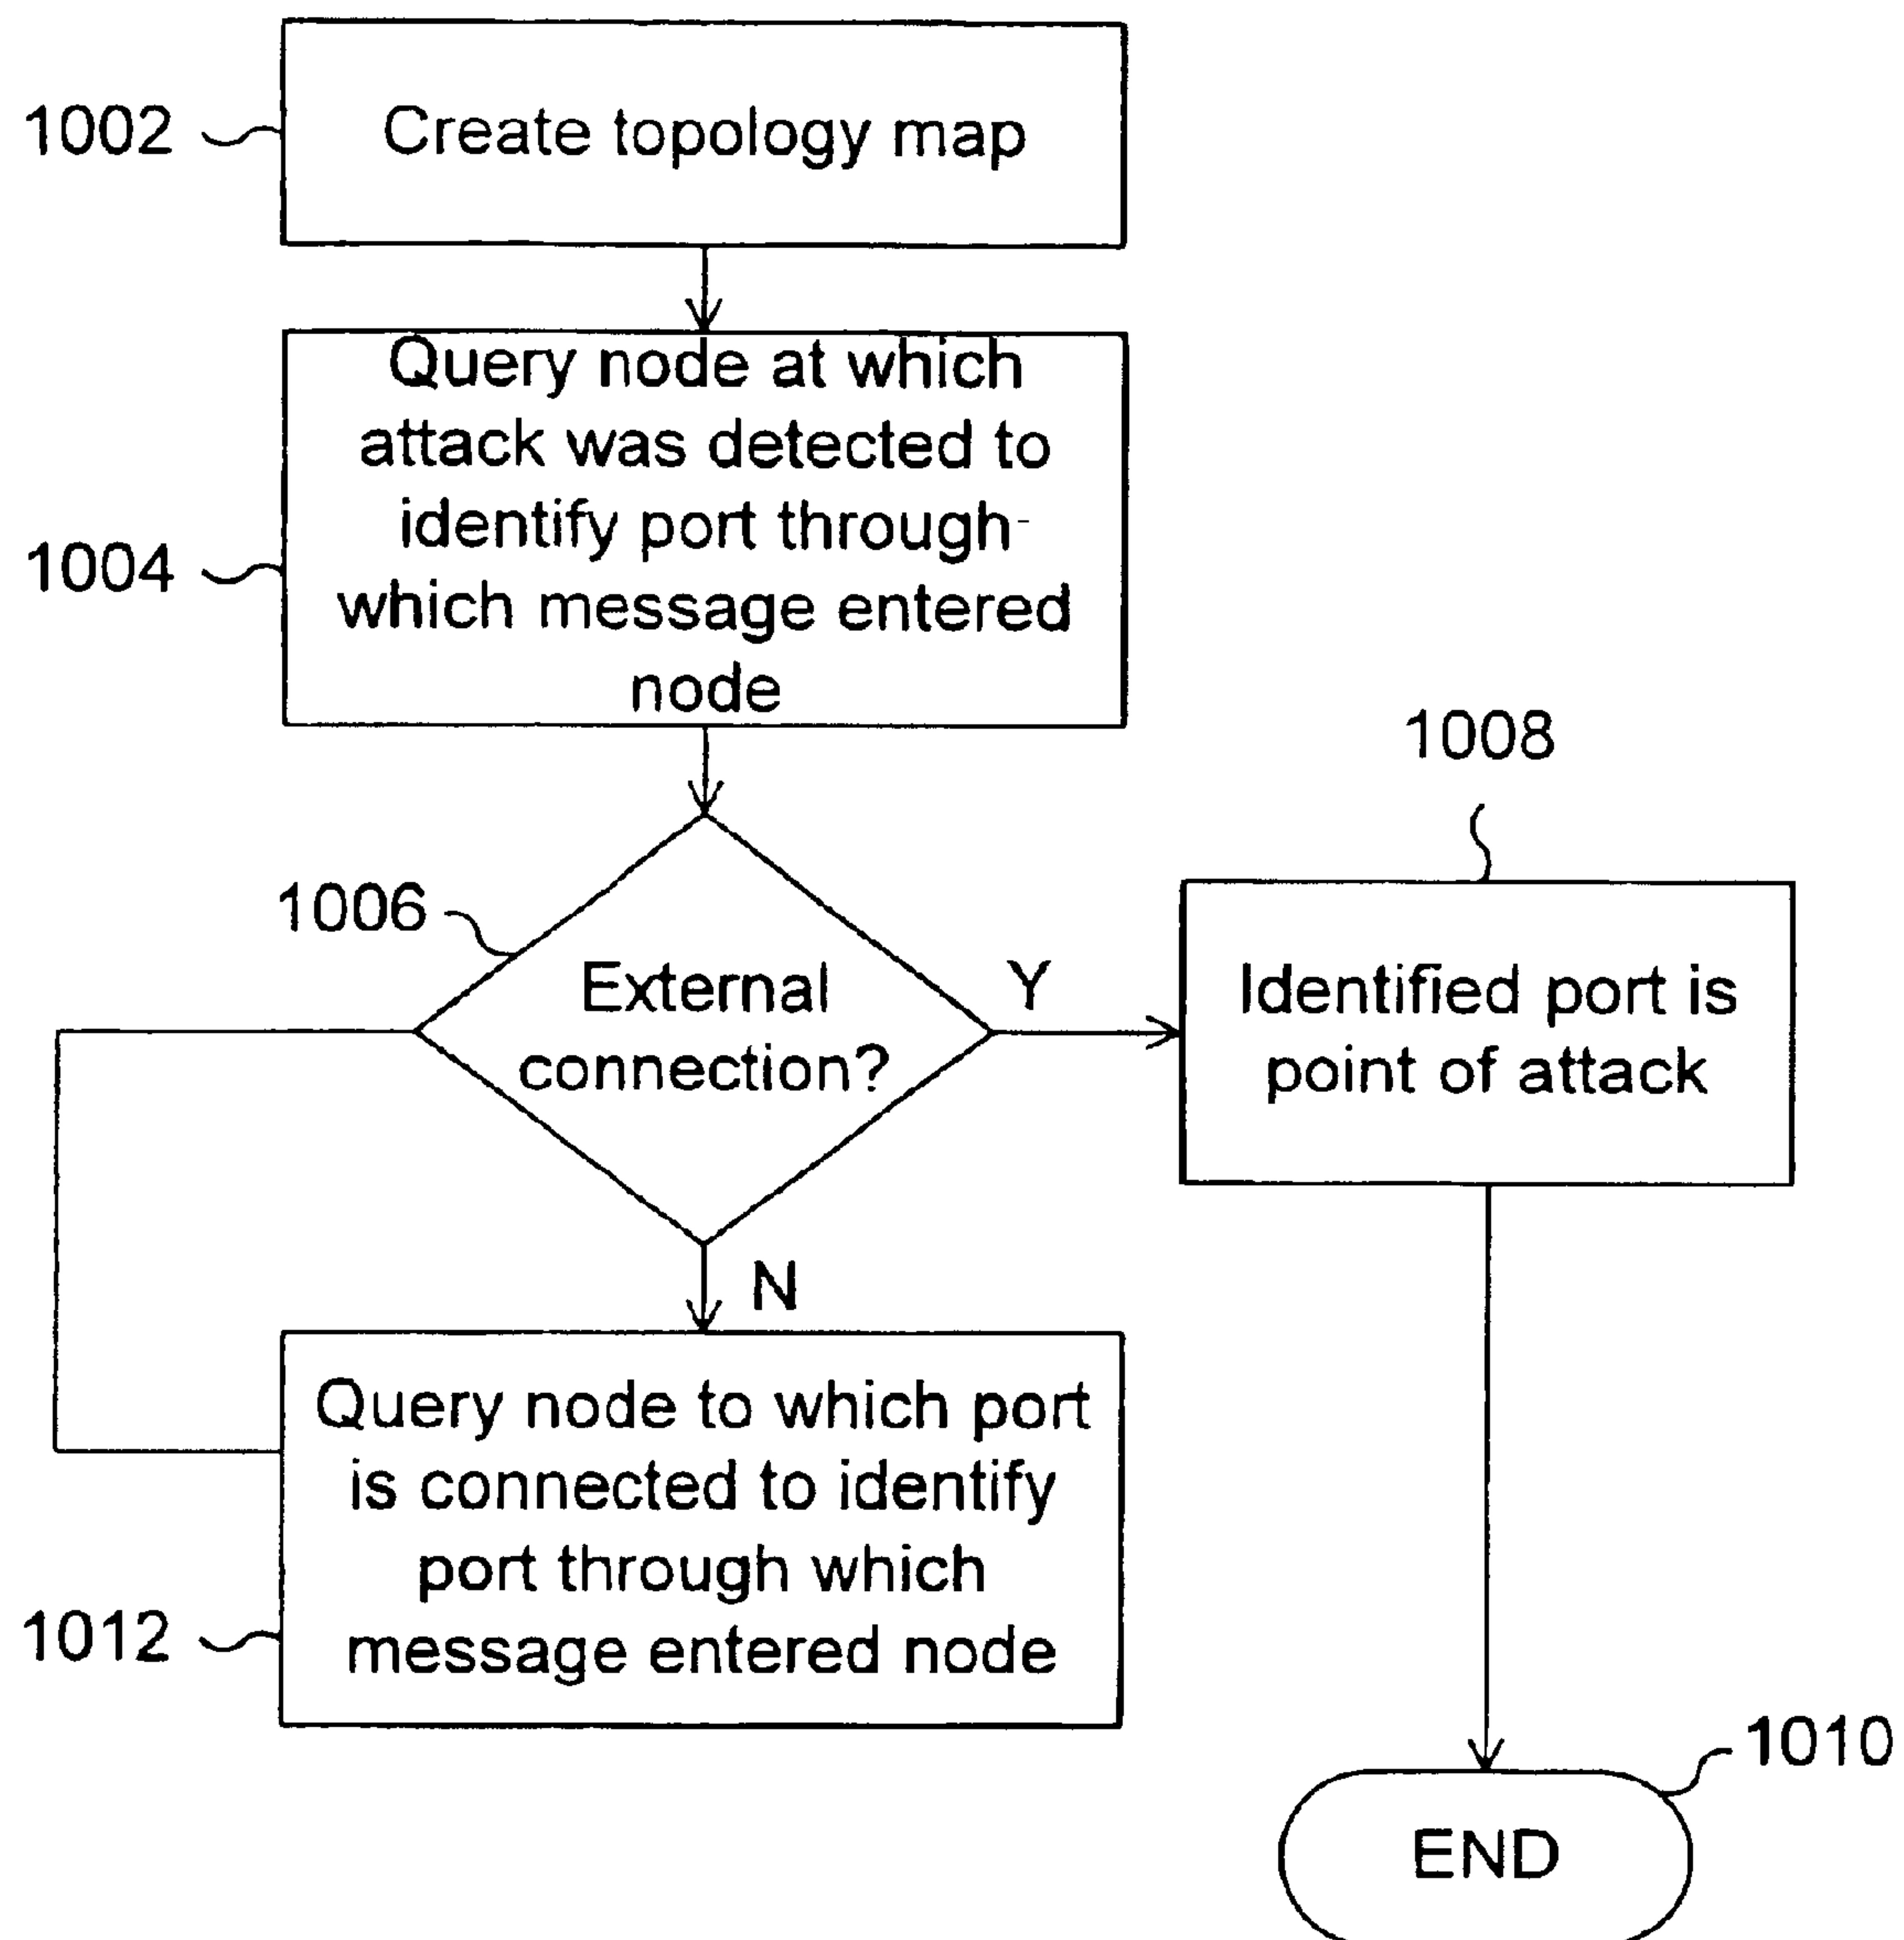 1002
Create topology map
1004
Query node at which
attack was detected to
identify port through-
which message entered
node
1006
External
connection?
Y
N
1008
Identified port is
point of attack
1012
Query node to which port
is connected to identify
port through which
message entered node
1010
END